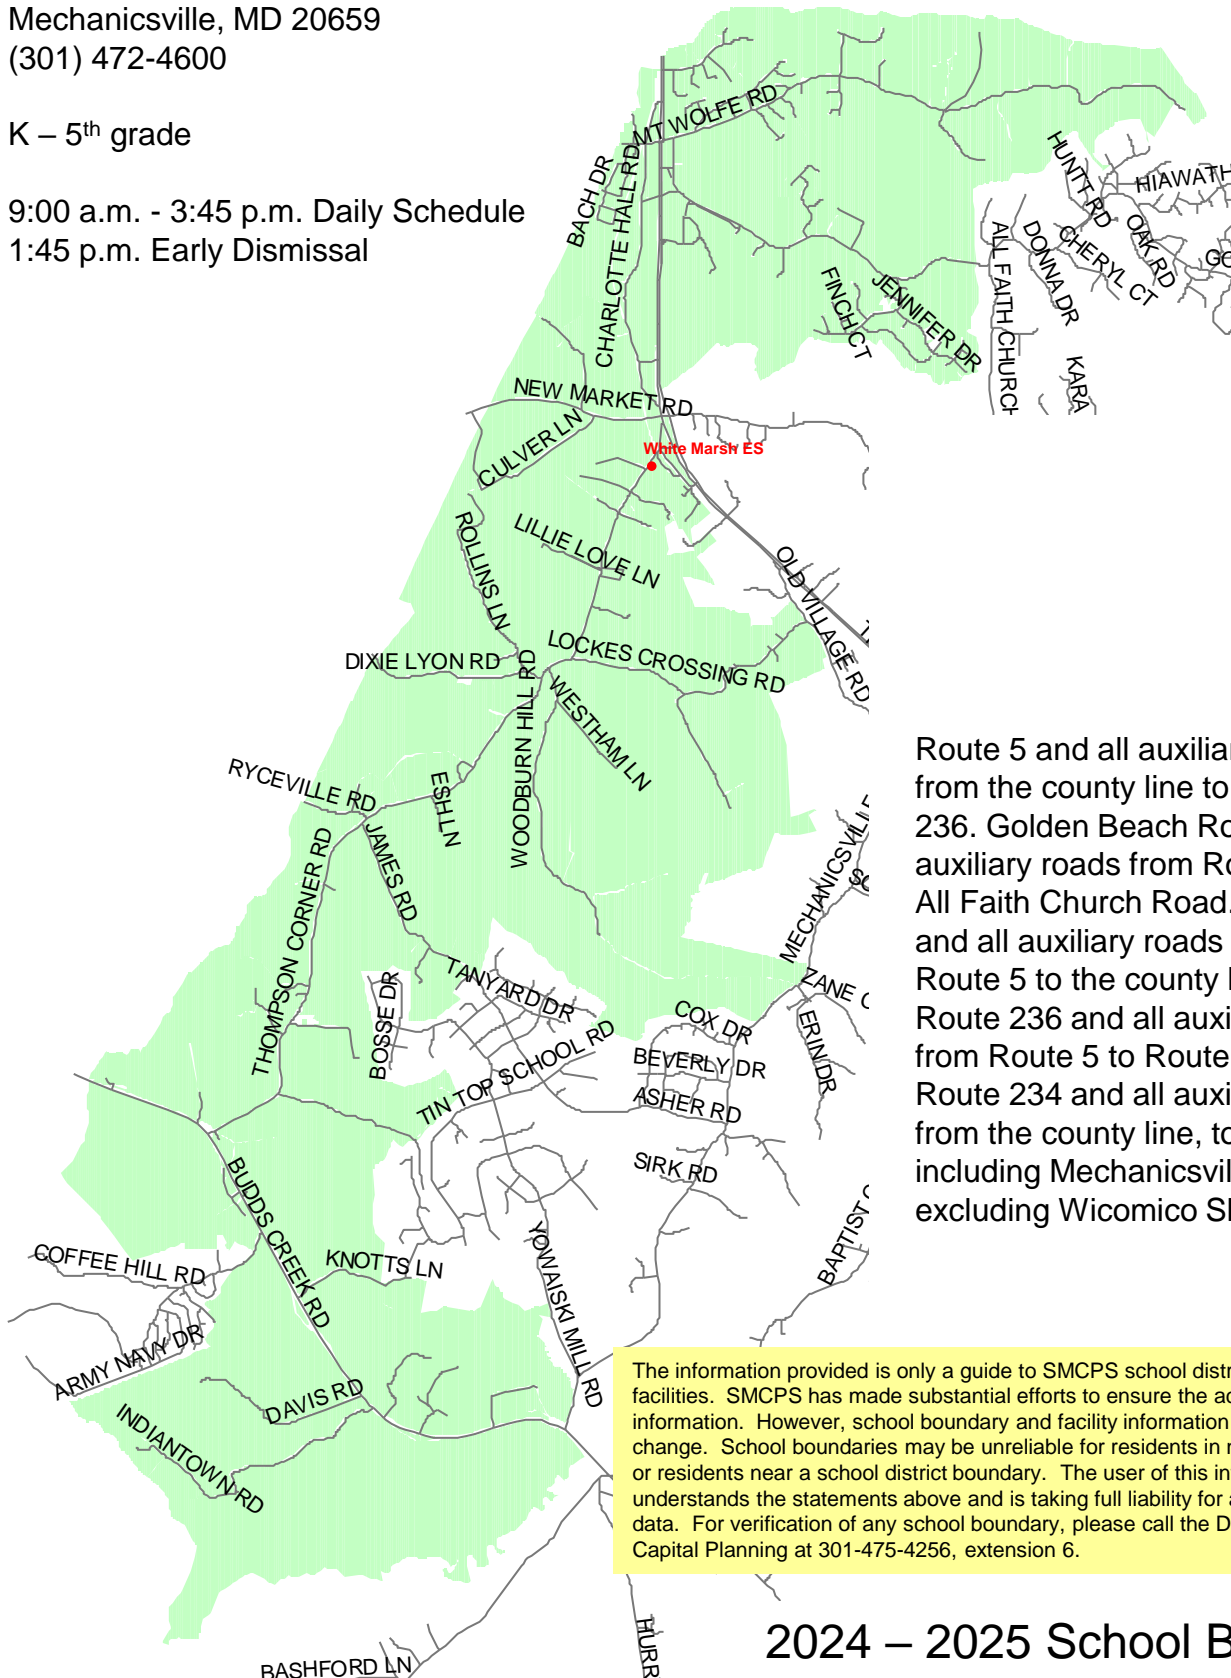 Mechanicsville, MD 20659
(301) 472-4600
K – 5th grade
9:00 a.m. - 3:45 p.m. Daily Schedule
1:45 p.m. Early Dismissal
MT WOLFE RD
BACH DR
CHARLOTTE HALL RD
HUNTT RD
HIAWATH
OAK RD
GO
ALL FAITH CHURCH
DONNA DR
CHERYL CT
KARA
FINCH CT
JENNIFER DR
NEW MARKET RD
CULVER LN
White Marsh ES
ROLLINS LN
LILLIE LOVE LN
OLD VILLAGE RD
DIXIE LYON RD
LOCKES CROSSING RD
WOODBURN HILL RD
WESTHAM LN
RYCEVILLE RD
ESH LN
JAMES RD
THOMPSON CORNER RD
MECHANICSVILL
SC
BOSSE DR
TANYARD DR
ZANE C
COX DR
ERIN DR
BEVERLY DR
TIN TOP SCHOOL RD
ASHER RD
SIRK RD
BUDDS CREEK RD
BAPTIST
COFFEE HILL RD
KNOTTS LN
YOWAISKI MILL RD
ARMY NAVY DR
DAVIS RD
INDIANTOWN RD
BASHFORD LN
HURR
Route 5 and all auxiliar
from the county line to
236. Golden Beach Ro
auxiliary roads from Ro
All Faith Church Road.
and all auxiliary roads
Route 5 to the county l
Route 236 and all auxi
from Route 5 to Route
Route 234 and all auxi
from the county line, to
including Mechanicsvil
excluding Wicomico Sh
The information provided is only a guide to SMCPS school distr
facilities. SMCPS has made substantial efforts to ensure the ac
information. However, school boundary and facility information
change. School boundaries may be unreliable for residents in n
or residents near a school district boundary. The user of this in
understands the statements above and is taking full liability for a
data. For verification of any school boundary, please call the D
Capital Planning at 301-475-4256, extension 6.
2024 – 2025 School B